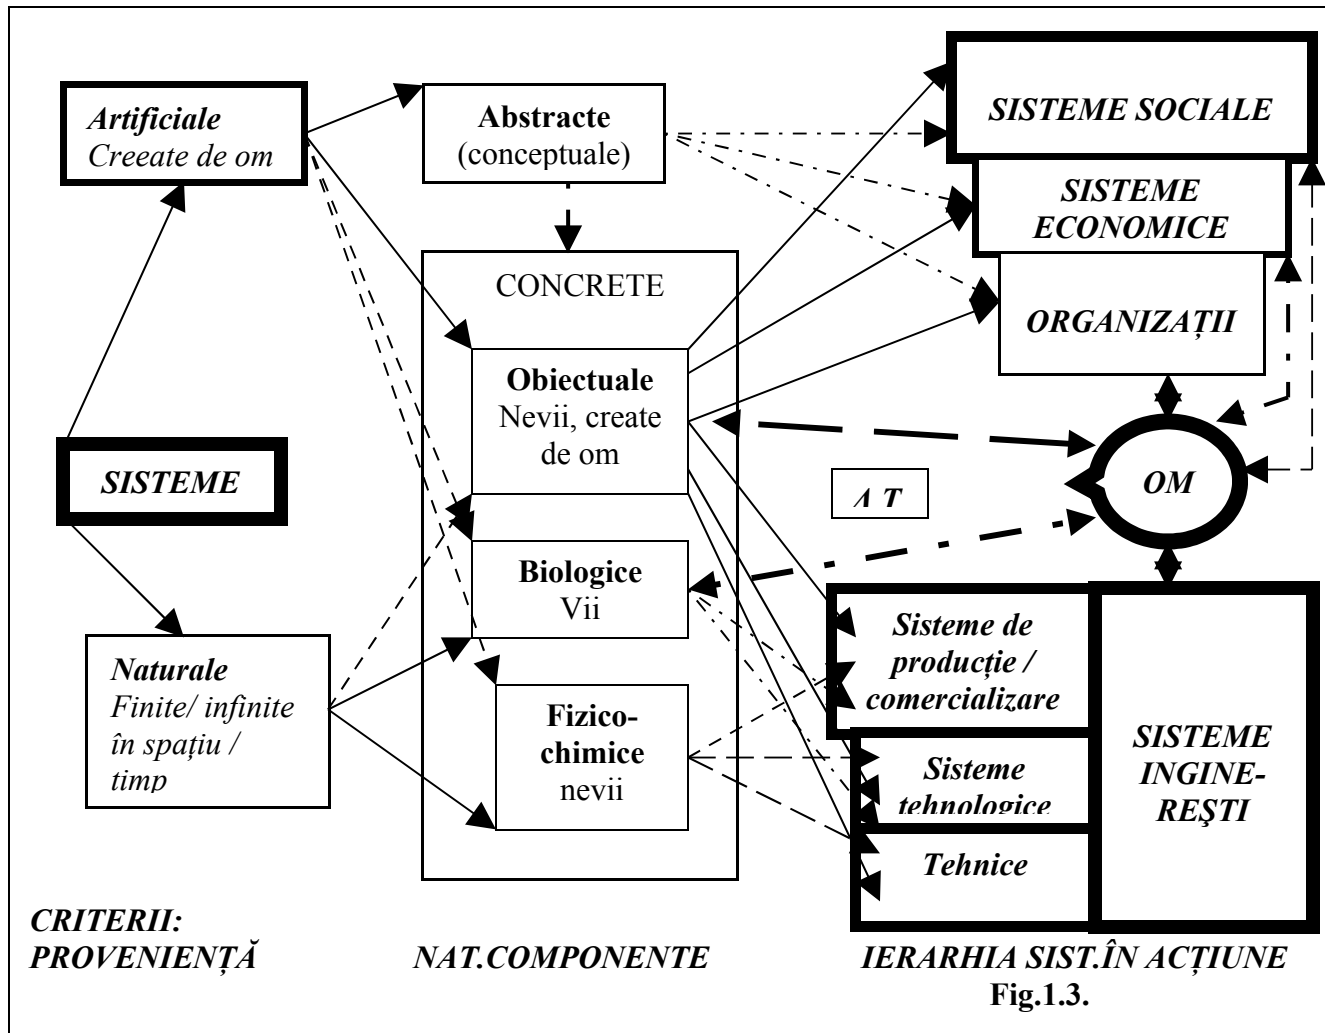 Artificiale
Creeate de om
Abstracte
(conceptuale)
SISTEME SOCIALE
SISTEME
ECONOMICE
ORGANIZAȚII
CONCRETE
Obiectuale
Nevii, create
de om
SISTEME
OM
Biologice
Vii
Naturale
Finite/ infinite
în spațiu /
timp
Fizico-
chimice
nevii
Sisteme de
producție /
comercializare
Sisteme
tehnologice
Tehnice
SISTEME
INGINE-
REŞTI
CRITERII:
PROVENIENȚĂ
NAT.COMPONENTE
IERARHIA SIST.ÎN ACȚIUNE
Fig.1.3.